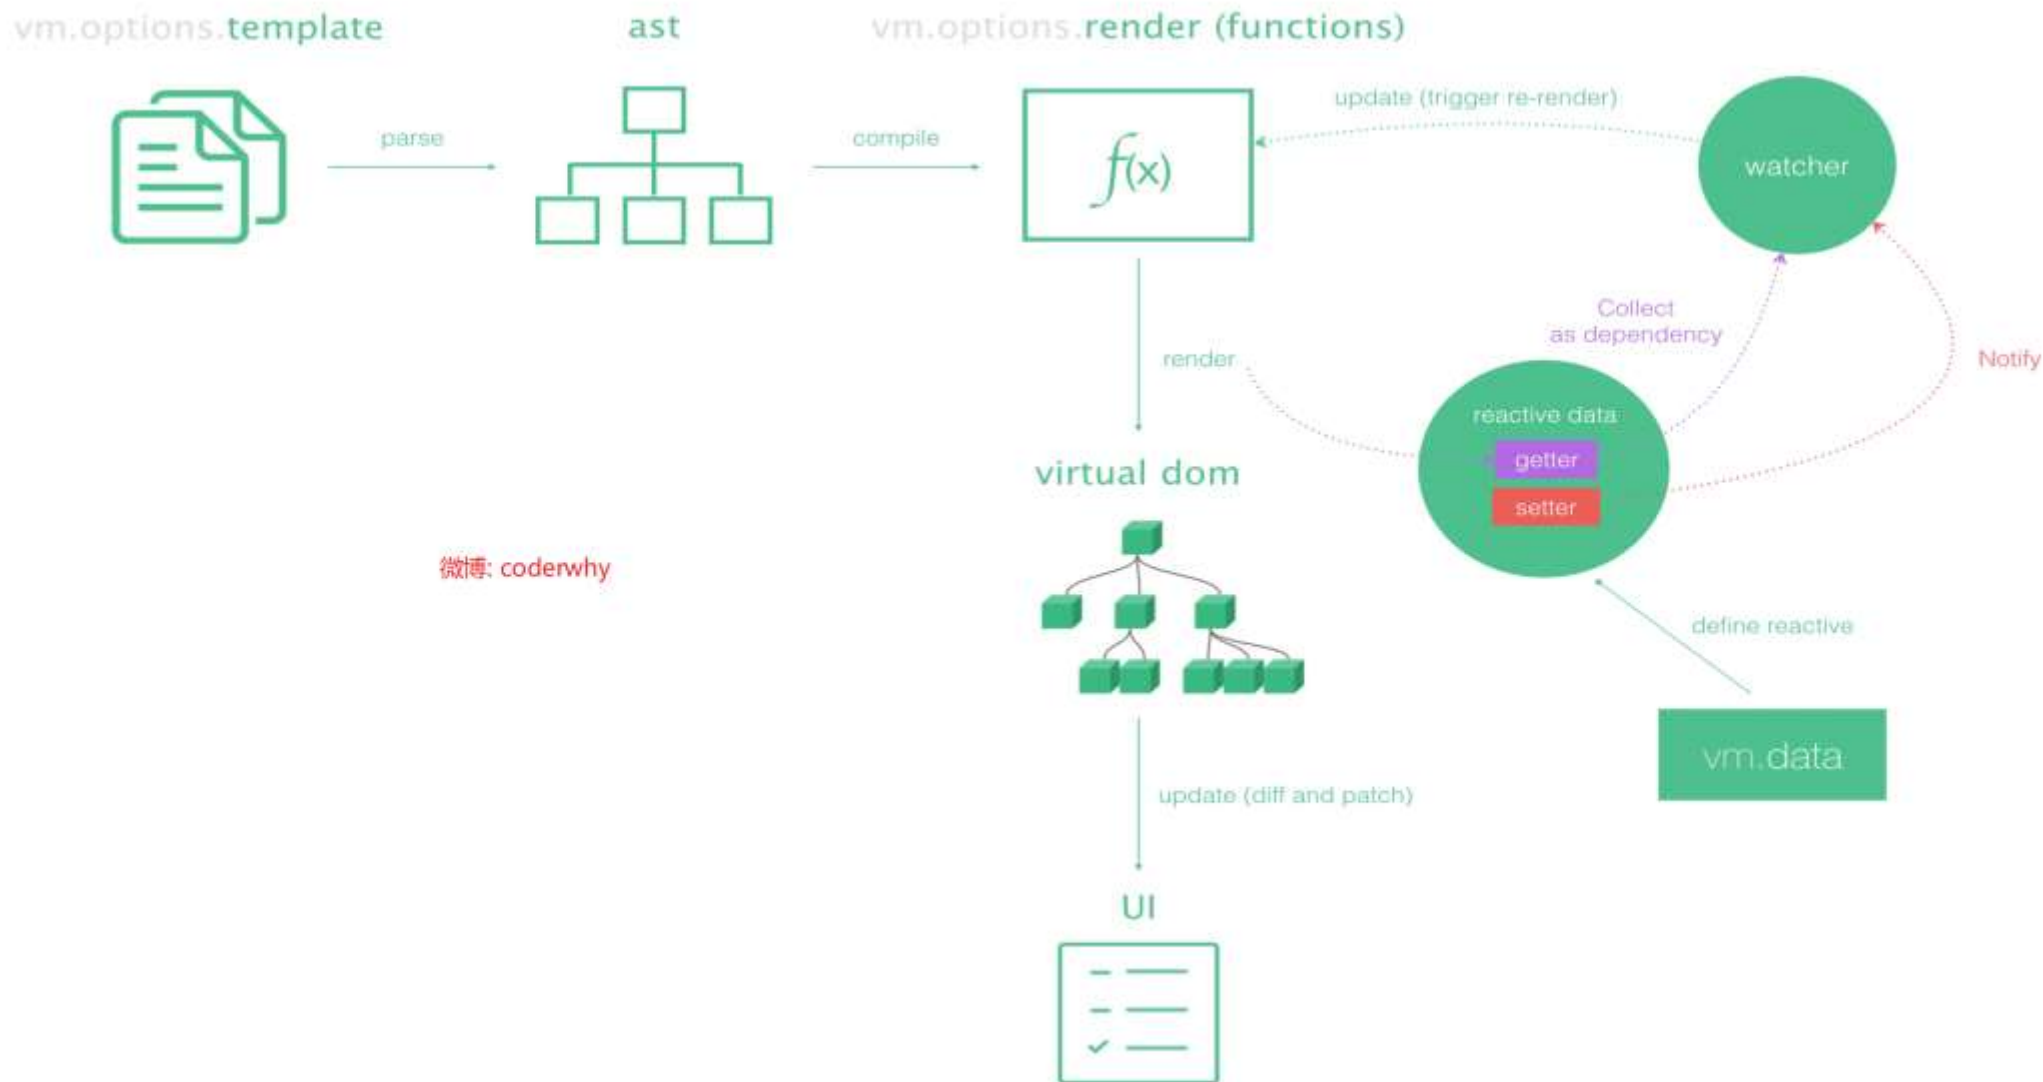 vm.options.template
ast
vm.options.render (functions)
parse
compile
f(x)
update (trigger re-render)
watcher
Collect
as dependency
render
Notify
reactive data
getter
setter
virtual dom
微博: coderwhy
define reactive
vm.data
update (diff and patch)
UI